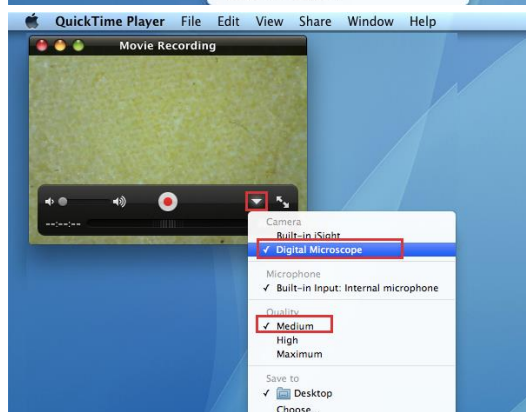 QuickTime Player File Edit View Share Window Help
Movie Recording
--:--:--
Camera
Built-in iSight
✓ Digital Microscope
Microphone
✓ Built-in Input: Internal microphone
Quality
✓ Medium
High
Maximum
Save to
✓ Desktop
Choose...